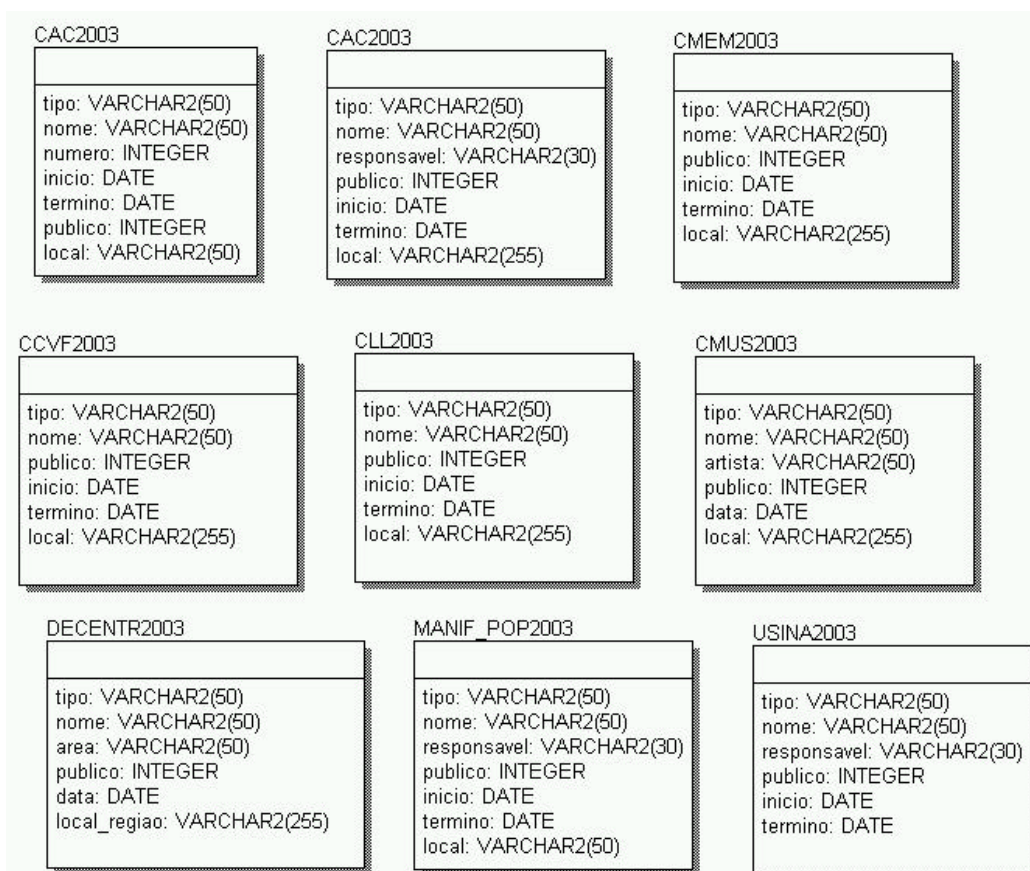 CAC2003
tipo: VARCHAR2(50)
nome: VARCHAR2(50)
numero: INTEGER
inicio: DATE
termino: DATE
publico: INTEGER
local: VARCHAR2(50)
CAC2003
tipo: VARCHAR2(50)
nome: VARCHAR2(50)
responsavel: VARCHAR2(30)
publico: INTEGER
inicio: DATE
termino: DATE
local: VARCHAR2(255)
CMEM2003
tipo: VARCHAR2(50)
nome: VARCHAR2(50)
publico: INTEGER
inicio: DATE
termino: DATE
local: VARCHAR2(255)
CCVF2003
tipo: VARCHAR2(50)
nome: VARCHAR2(50)
publico: INTEGER
inicio: DATE
termino: DATE
local: VARCHAR2(255)
CLL2003
tipo: VARCHAR2(50)
nome: VARCHAR2(50)
publico: INTEGER
inicio: DATE
termino: DATE
local: VARCHAR2(255)
CMUS2003
tipo: VARCHAR2(50)
nome: VARCHAR2(50)
artista: VARCHAR2(50)
publico: INTEGER
data: DATE
local: VARCHAR2(255)
DECENTR2003
tipo: VARCHAR2(50)
nome: VARCHAR2(50)
area: VARCHAR2(50)
publico: INTEGER
data: DATE
local_regiao: VARCHAR2(255)
MANIF_POP2003
tipo: VARCHAR2(50)
nome: VARCHAR2(50)
responsavel: VARCHAR2(30)
publico: INTEGER
inicio: DATE
termino: DATE
local: VARCHAR2(50)
USINA2003
tipo: VARCHAR2(50)
nome: VARCHAR2(50)
responsavel: VARCHAR2(30)
publico: INTEGER
inicio: DATE
termino: DATE